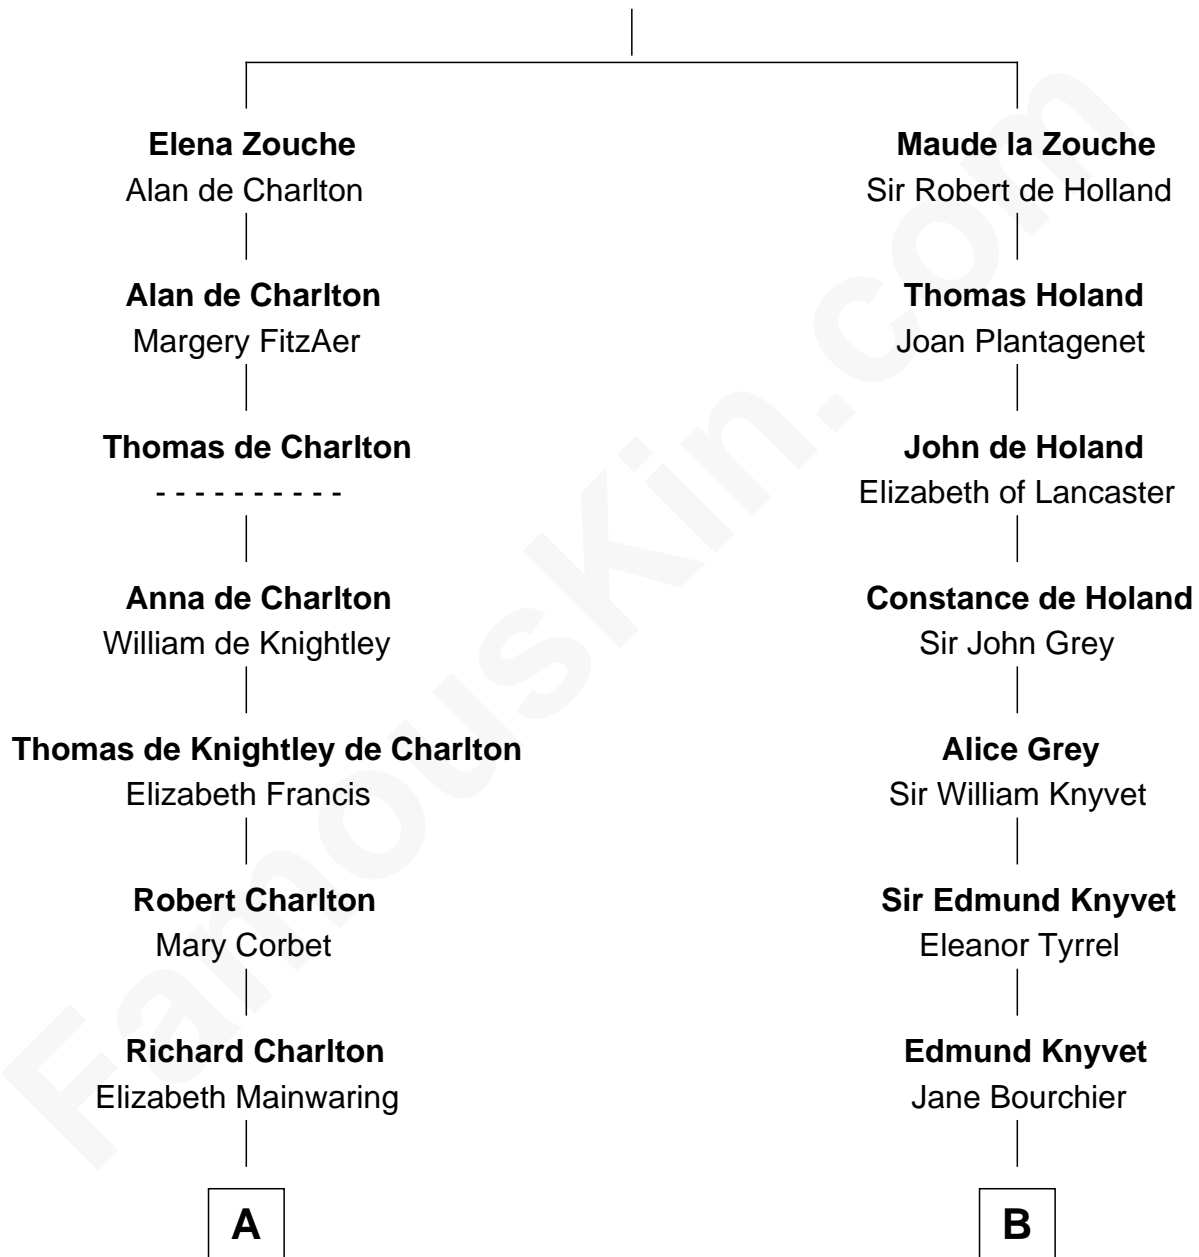 Elena Zouche
Alan de Charlton
Alan de Charlton
Margery FitzAer
Thomas de Charlton
- - - - - - - - - -
Anna de Charlton
William de Knightley
Thomas de Knightley de Charlton
Elizabeth Francis
Robert Charlton
Mary Corbet
Richard Charlton
Elizabeth Mainwaring
A
Maude la Zouche
Sir Robert de Holland
Thomas Holand
Joan Plantagenet
John de Holand
Elizabeth of Lancaster
Constance de Holand
Sir John Grey
Alice Grey
Sir William Knyvet
Sir Edmund Knyvet
Eleanor Tyrrel
Edmund Knyvet
Jane Bourchier
B
FamousKin.com